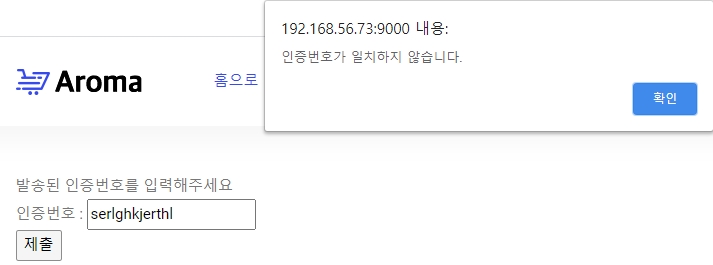 192.168.56.73:9000 내용:
인증번호가 일치하지 않습니다.
확인
Aroma
홈으로
발송된 인증번호를 입력해주세요
인증번호 : serlghkjerthl
제출